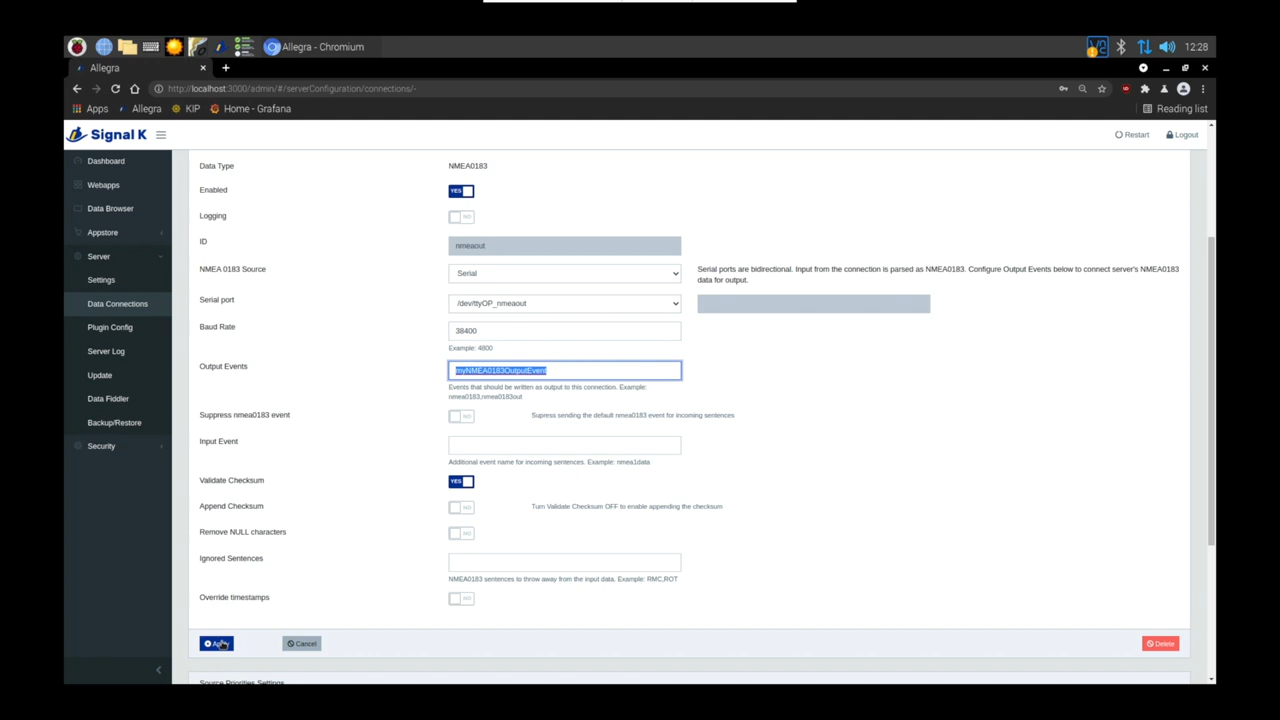 Allegra - Chromium
12:28
Allegra
http://localhost:3000/admin/#/serverConfiguration/connections/-
Apps
Allegra
KIP
Home - Grafana
Reading list
Signal K
Restart
Logout
Dashboard
Webapps
Data Browser
Appstore
Server
Settings
Data Connections
Plugin Config
Server Log
Update
Data Fiddler
Backup/Restore
Security
Data Type
NMEA0183
Enabled
YES
Logging
NO
ID
nmeaout
NMEA 0183 Source
Serial
Serial ports are bidirectional. Input from the connection is parsed as NMEA0183. Configure Output Events below to connect server's NMEA0183
data for output.
Serial port
/dev/ttyOP_nmeaout
Baud Rate
38400
Example: 4800
Output Events
myNMEA0183OutputEvent
Events that should be written as output to this connection. Example:
nmea0183,nmea0183out
Suppress nmea0183 event
NO
Supress sending the default nmea0183 event for incoming sentences
Input Event
Additional event name for incoming sentences. Example: nmea1data
Validate Checksum
YES
Append Checksum
NO
Turn Validate Checksum OFF to enable appending the checksum
Remove NULL characters
NO
Ignored Sentences
NMEA0183 sentences to throw away from the input data. Example: RMC,ROT
Override timestamps
NO
Apply
Cancel
Delete
Source Priorities Settings